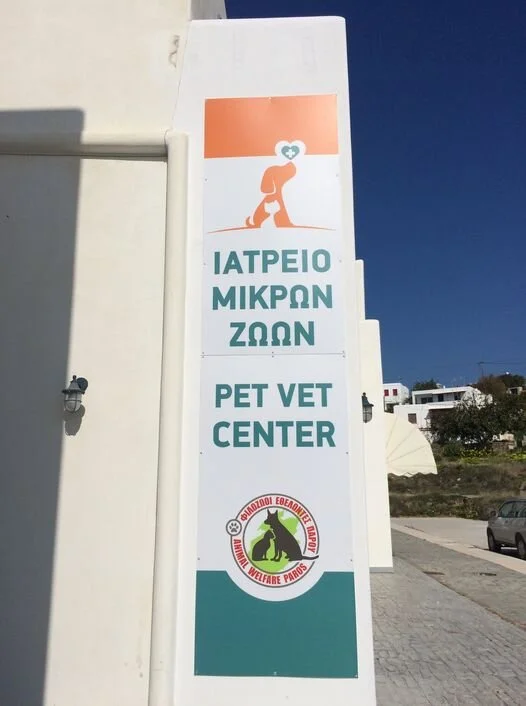 ΙΑΤΡΕΙΟ
ΜΙΚΡΩΝ
ΖΩΩΝ
PET VET
CENTER
ΦΙΛΟΖΩΟΙ ΕΘΕΛΟΝΤΕΣ ΠΑΡΟΥ
ANIMAL WELFARE PAROS